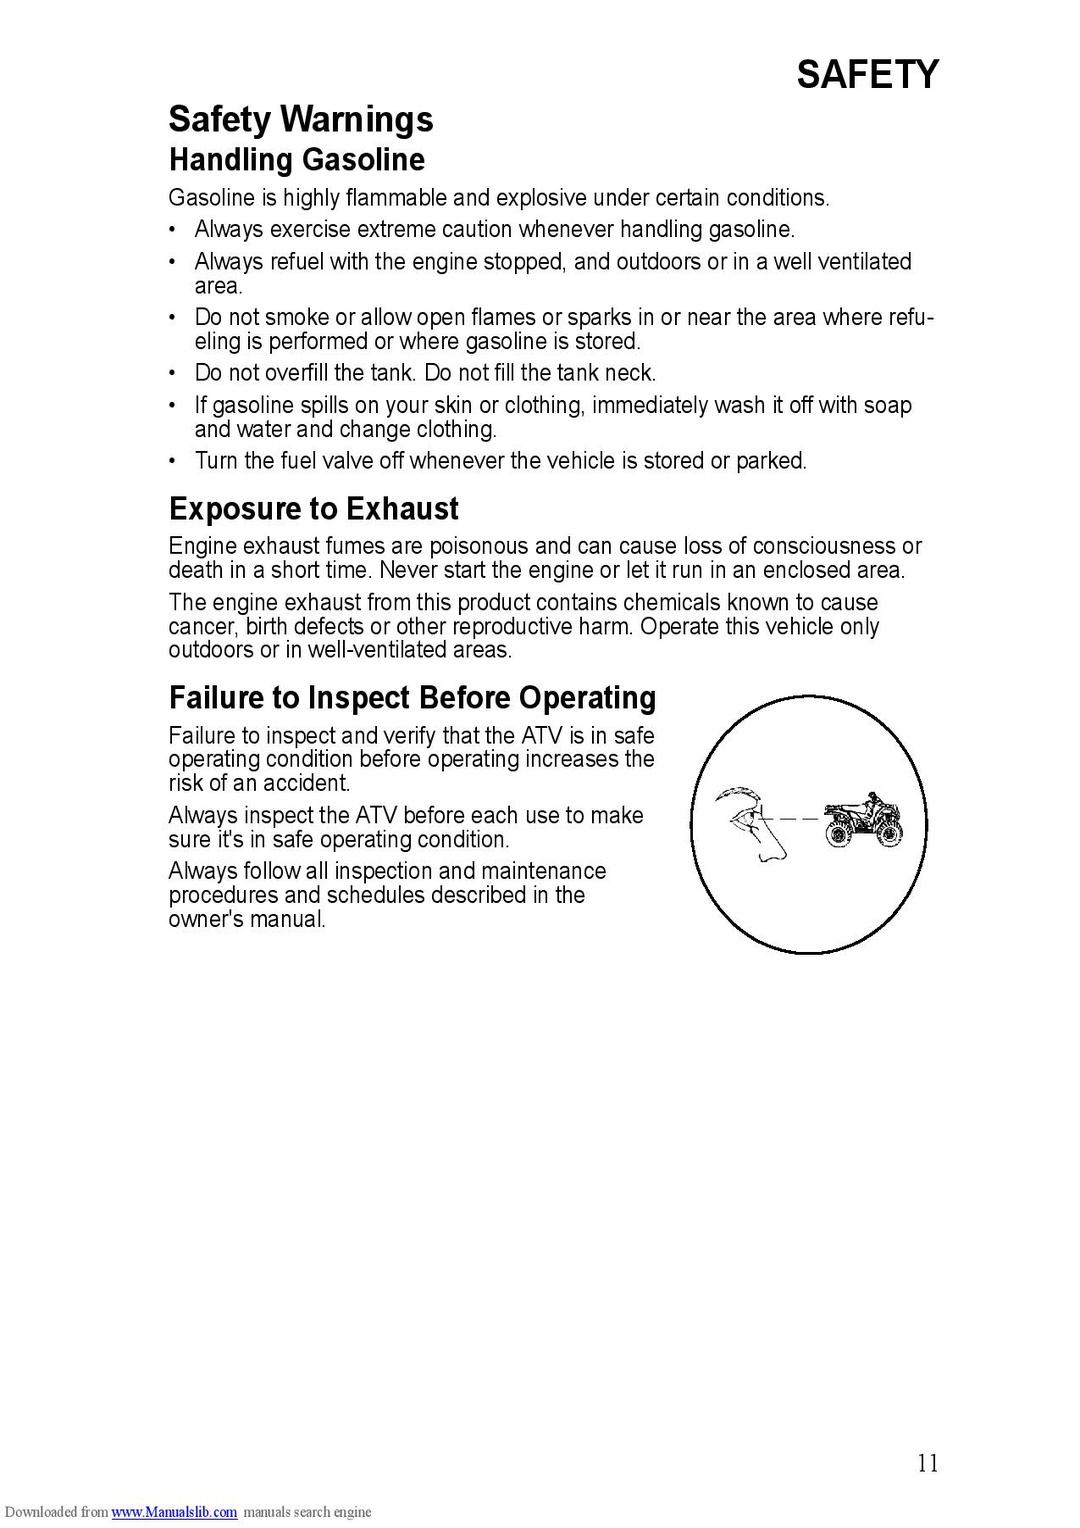 SAFETY
Safety Warnings
Handling Gasoline
Gasoline is highly flammable and explosive under certain conditions.
• Always exercise extreme caution whenever handling gasoline.
• Always refuel with the engine stopped, and outdoors or in a well ventilated
area.
• Do not smoke or allow open flames or sparks in or near the area where refu-
eling is performed or where gasoline is stored.
• Do not overfill the tank. Do not fill the tank neck.
• If gasoline spills on your skin or clothing, immediately wash it off with soap
and water and change clothing.
• Turn the fuel valve off whenever the vehicle is stored or parked.
Exposure to Exhaust
Engine exhaust fumes are poisonous and can cause loss of consciousness or
death in a short time. Never start the engine or let it run in an enclosed area.
The engine exhaust from this product contains chemicals known to cause
cancer, birth defects or other reproductive harm. Operate this vehicle only
outdoors or in well-ventilated areas.
Failure to Inspect Before Operating
Failure to inspect and verify that the ATV is in safe
operating condition before operating increases the
risk of an accident.
Always inspect the ATV before each use to make
sure it's in safe operating condition.
Always follow all inspection and maintenance
procedures and schedules described in the
owner's manual.
11
Downloaded from www.Manualslib.com manuals search engine